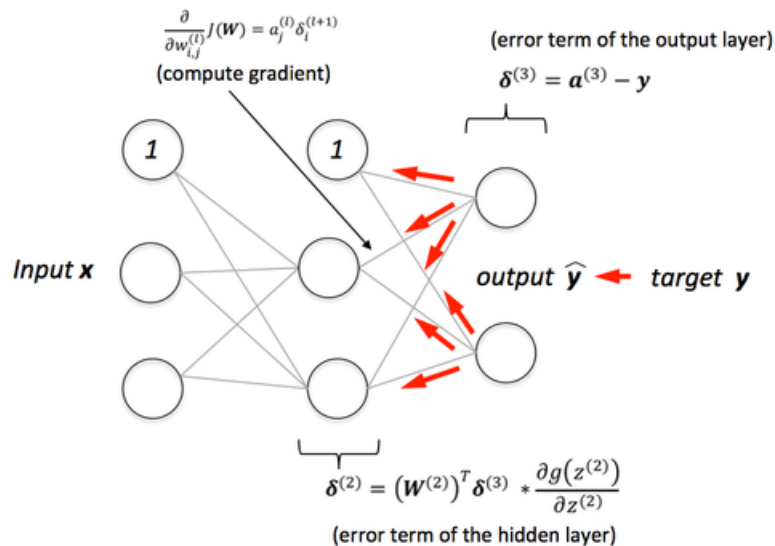 ∂/∂w_{i,j}^{(l)} J(W) = a_j^{(l)} δ_i^{(l+1)}
(compute gradient)
(error term of the output layer)
δ^{(3)} = a^{(3)} − y
1
1
Input x
output ŷ
target y
δ^{(2)} = (W^{(2)})^T δ^{(3)} * ∂g(z^{(2)})/∂z^{(2)}
(error term of the hidden layer)